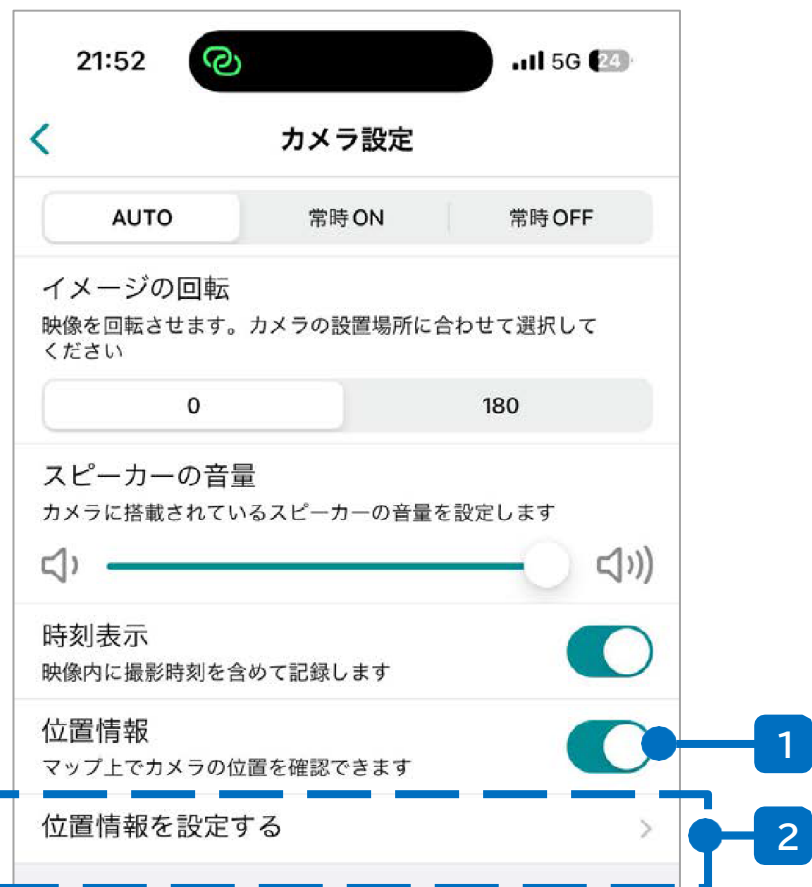 21:52 5G 24
カメラ設定
AUTO 常時ON 常時OFF
イメージの回転
映像を回転させます。カメラの設置場所に合わせて選択して
ください
0 180
スピーカーの音量
カメラに搭載されているスピーカーの音量を設定します
時刻表示
映像内に撮影時刻を含めて記録します
位置情報
マップ上でカメラの位置を確認できます
1
位置情報を設定する
2